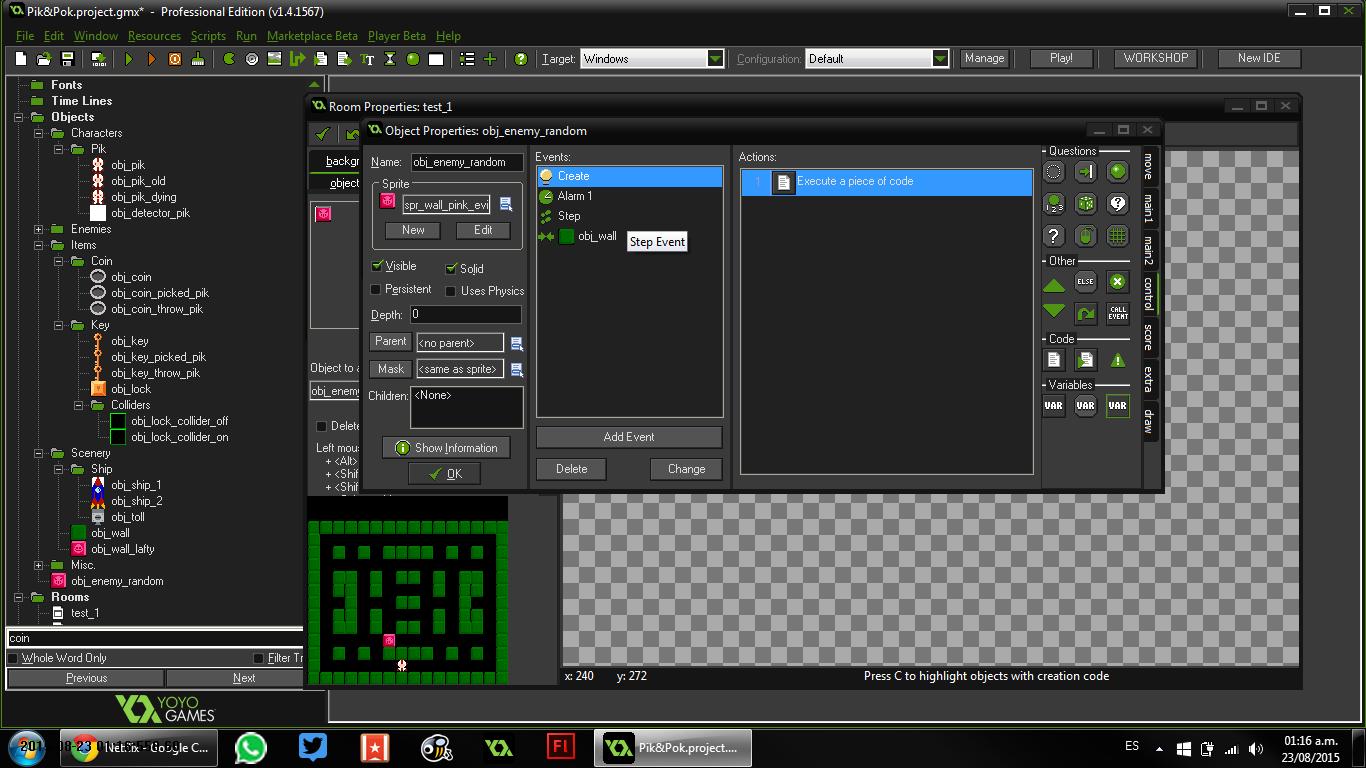 Pik&Pok.project.gmx* - Professional Edition (v1.4.1567)
File Edit Window Resources Scripts Run Marketplace Beta Player Beta Help
Target: Windows Configuration: Default Manage Play! WORKSHOP New IDE
Fonts
Time Lines
Objects
Characters
Pik
obj_pik
obj_pik_old
obj_pik_dying
obj_detector_pik
Enemies
Items
Coin
obj_coin
obj_coin_picked_pik
obj_coin_throw_pik
Key
obj_key
obj_key_picked_pik
obj_key_throw_pik
obj_lock
Colliders
obj_lock_collider_off
obj_lock_collider_on
Scenery
Ship
obj_ship_1
obj_ship_2
obj_toll
obj_wall
obj_wall_lafty
Misc.
obj_enemy_random
Rooms
test_1
coin
Whole Word Only Filter Tr
Previous Next
YOYO
GAMES
Room Properties: test_1
backgr
object
Object to a
obj_enemy
Delete
Left mou
+ <Alt>
+ <Shif
+ <Shif
Object Properties: obj_enemy_random
Name: obj_enemy_random
Sprite
spr_wall_pink_evi
New Edit
Visible Solid
Persistent Uses Physics
Depth: 0
Parent <no parent>
Mask <same as sprite>
Children: <None>
Show Information
OK
Events:
Create
Alarm 1
Step
obj_wall
Step Event
Add Event
Delete Change
Actions:
1 Execute a piece of code
Questions
Other
ELSE
CALL
EVENT
Code
Variables
VAR VAR VAR
move
main1
main2
control
score
extra
draw
x: 240 y: 272 Press C to highlight objects with creation code
Netflix - Google C...
Fl
Pik&Pok.project....
ES
01:16 a.m.
23/08/2015